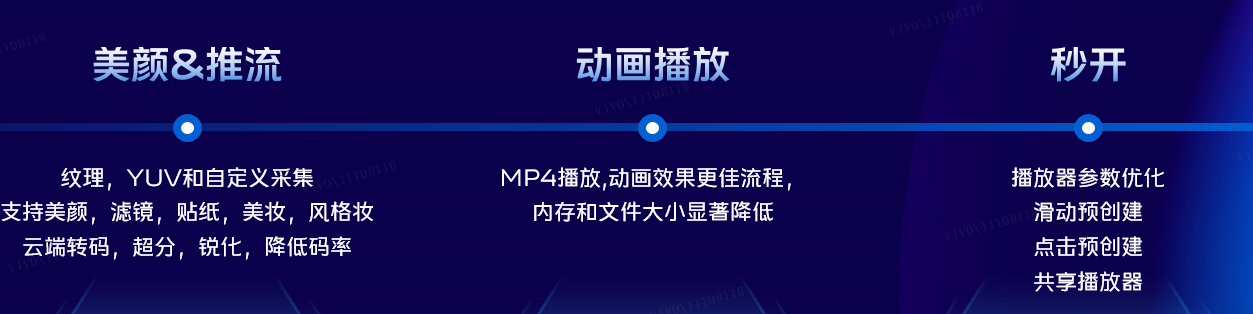 美颜&推流
动画播放
秒开
纹理，YUV和自定义采集
支持美颜，滤镜，贴纸，美妆，风格妆
云端转码，超分，锐化，降低码率
MP4播放,动画效果更佳流程，
内存和文件大小显著降低
播放器参数优化
滑动预创建
点击预创建
共享播放器